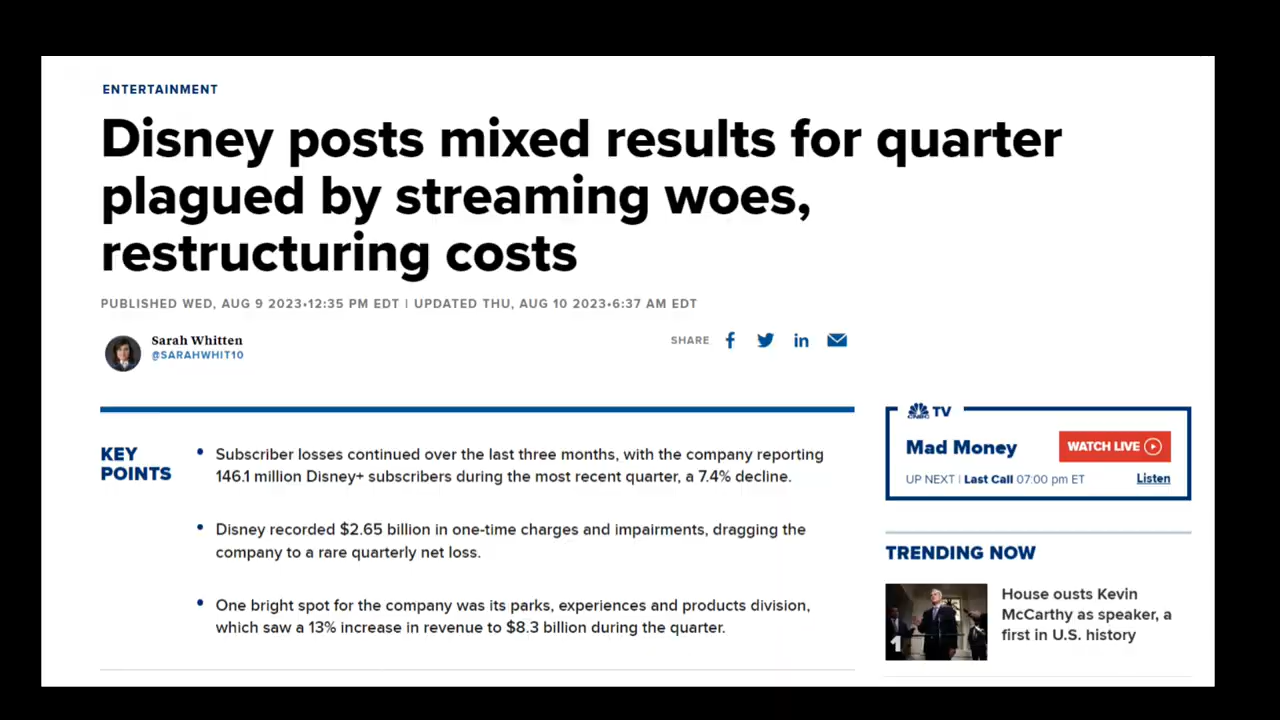 ENTERTAINMENT
Disney posts mixed results for quarter
plagued by streaming woes,
restructuring costs
PUBLISHED WED, AUG 9 2023•12:35 PM EDT | UPDATED THU, AUG 10 2023•6:37 AM EDT
Sarah Whitten
@SARAHWHIT10
SHARE
KEY
POINTS
• Subscriber losses continued over the last three months, with the company reporting
146.1 million Disney+ subscribers during the most recent quarter, a 7.4% decline.
• Disney recorded $2.65 billion in one-time charges and impairments, dragging the
company to a rare quarterly net loss.
• One bright spot for the company was its parks, experiences and products division,
which saw a 13% increase in revenue to $8.3 billion during the quarter.
CNBC TV
Mad Money
WATCH LIVE
UP NEXT | Last Call 07:00 pm ET
Listen
TRENDING NOW
1
House ousts Kevin
McCarthy as speaker, a
first in U.S. history